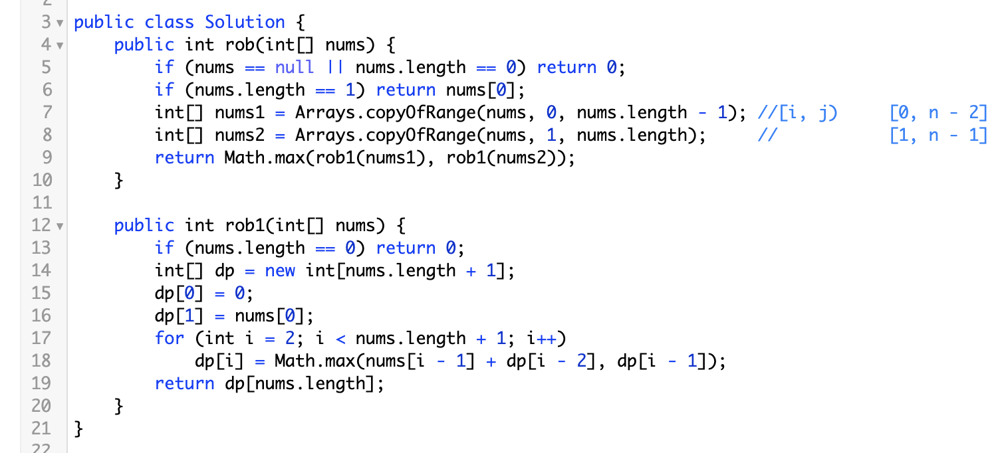 2
3 public class Solution {
4     public int rob(int[] nums) {
5         if (nums == null || nums.length == 0) return 0;
6         if (nums.length == 1) return nums[0];
7         int[] nums1 = Arrays.copyOfRange(nums, 0, nums.length - 1); //[i, j)     [0, n - 2]
8         int[] nums2 = Arrays.copyOfRange(nums, 1, nums.length);     //           [1, n - 1]
9         return Math.max(rob1(nums1), rob1(nums2));
10     }
11
12     public int rob1(int[] nums) {
13         if (nums.length == 0) return 0;
14         int[] dp = new int[nums.length + 1];
15         dp[0] = 0;
16         dp[1] = nums[0];
17         for (int i = 2; i < nums.length + 1; i++)
18             dp[i] = Math.max(nums[i - 1] + dp[i - 2], dp[i - 1]);
19         return dp[nums.length];
20     }
21 }
22